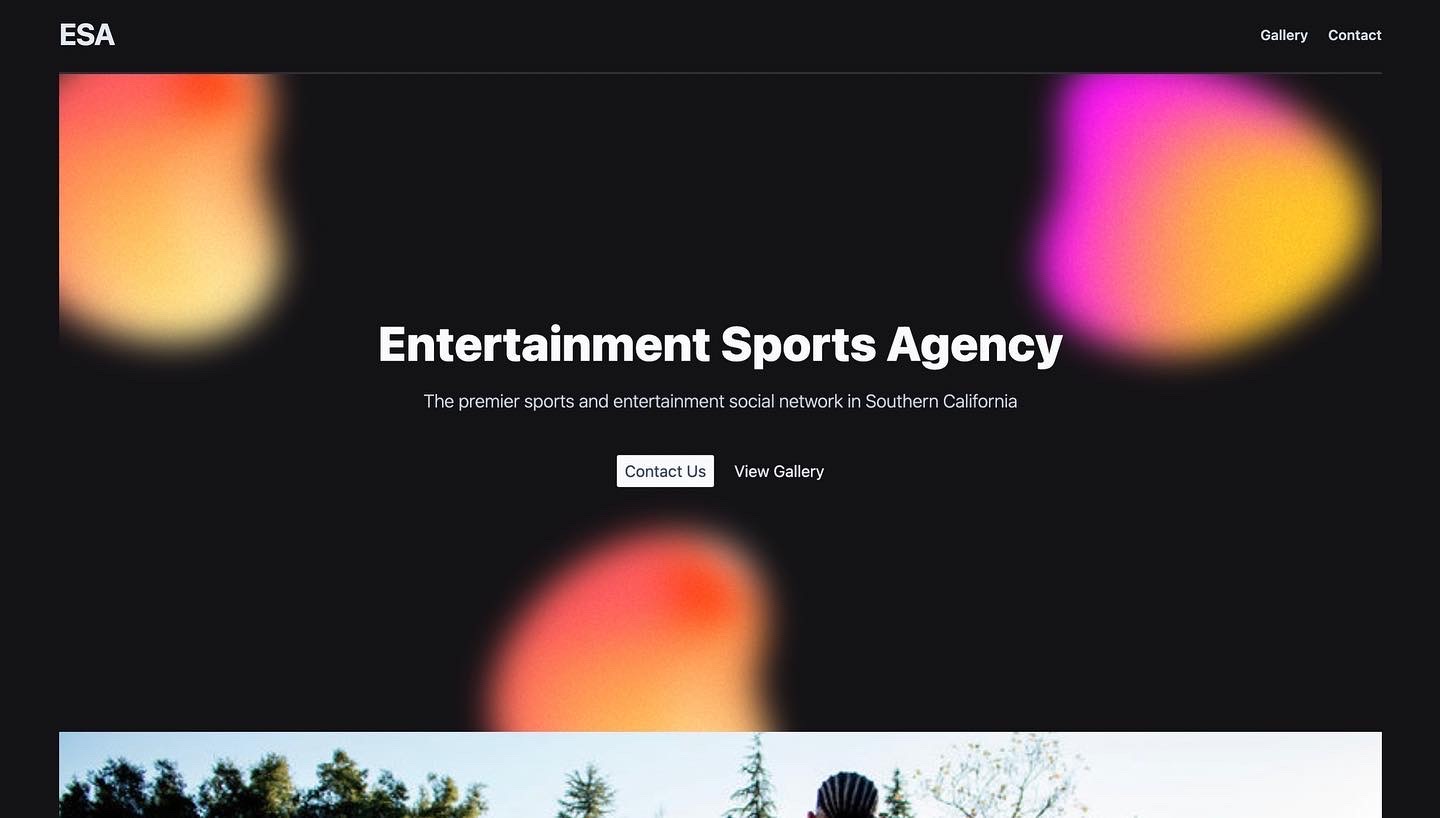 ESA
Gallery Contact
Entertainment Sports Agency
The premier sports and entertainment social network in Southern California
Contact Us View Gallery